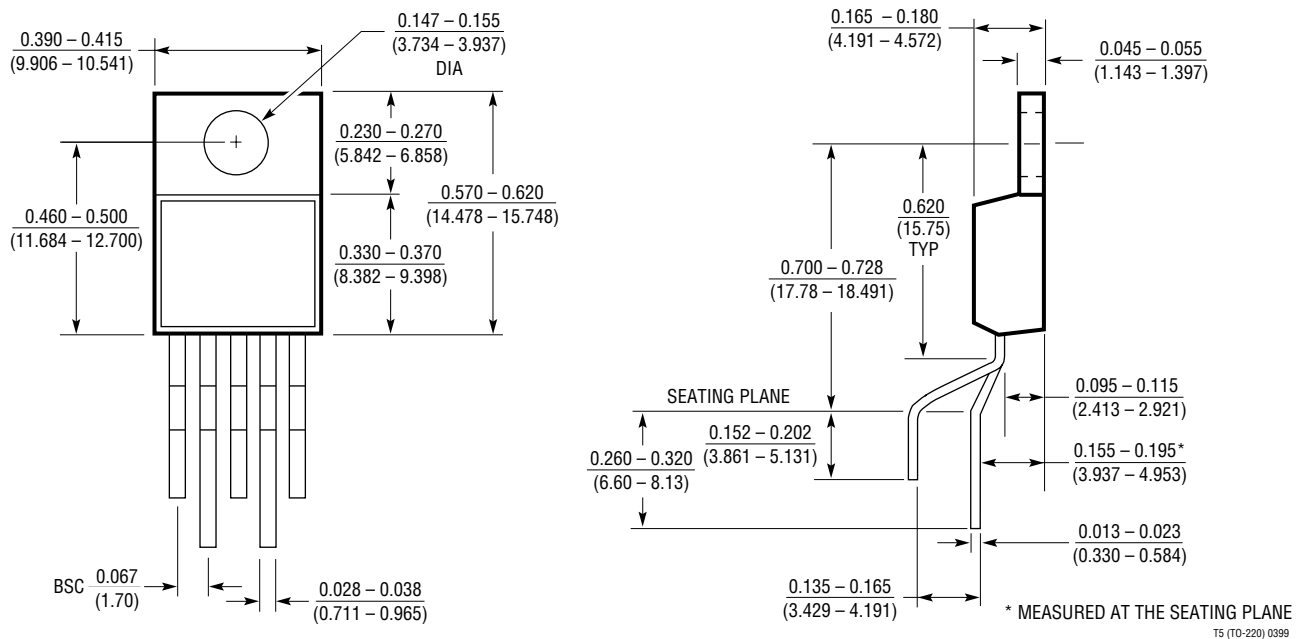 0.390 – 0.415
(9.906 – 10.541)
0.147 – 0.155
(3.734 – 3.937)
DIA
0.230 – 0.270
(5.842 – 6.858)
0.460 – 0.500
(11.684 – 12.700)
0.570 – 0.620
(14.478 – 15.748)
0.330 – 0.370
(8.382 – 9.398)
BSC
0.067
(1.70)
0.028 – 0.038
(0.711 – 0.965)
0.165 – 0.180
(4.191 – 4.572)
0.045 – 0.055
(1.143 – 1.397)
0.620
(15.75)
TYP
0.700 – 0.728
(17.78 – 18.491)
SEATING PLANE
0.152 – 0.202
(3.861 – 5.131)
0.260 – 0.320
(6.60 – 8.13)
0.095 – 0.115
(2.413 – 2.921)
0.155 – 0.195*
(3.937 – 4.953)
0.013 – 0.023
(0.330 – 0.584)
0.135 – 0.165
(3.429 – 4.191)
* MEASURED AT THE SEATING PLANE
T5 (TO-220) 0399